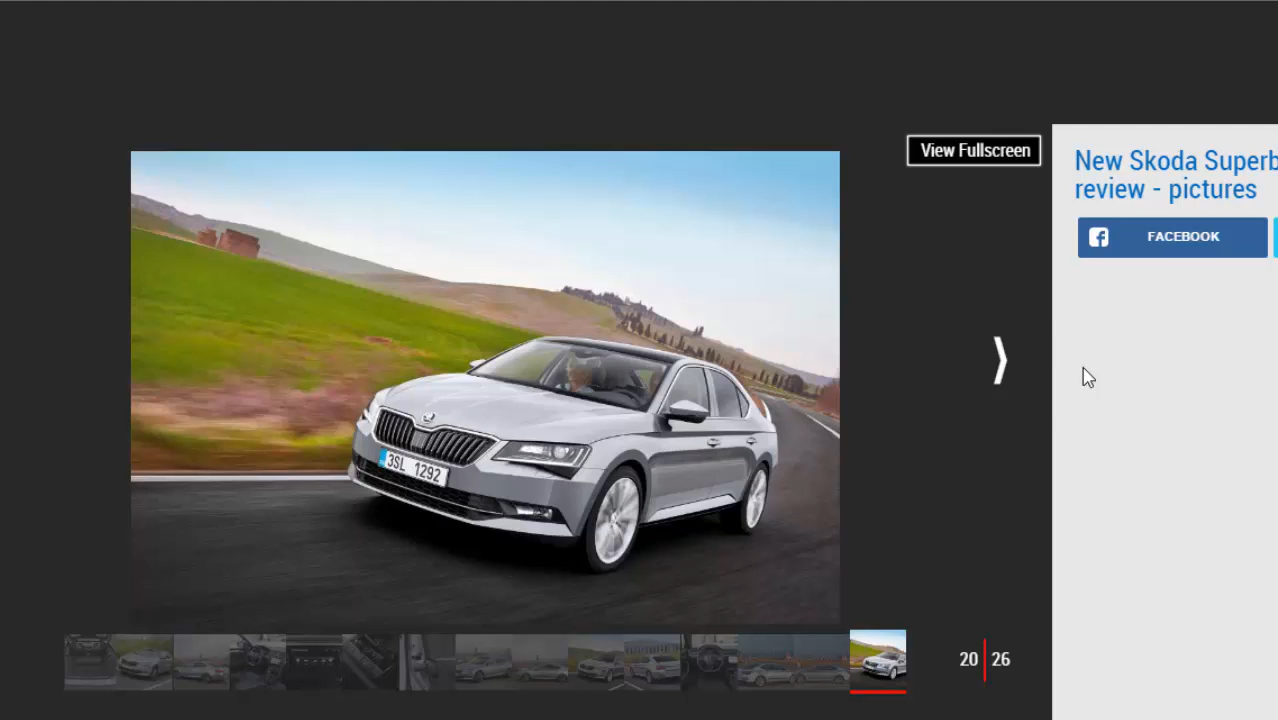 View Fullscreen
New Skoda Superb
review - pictures
FACEBOOK
3SL 1292
20 26